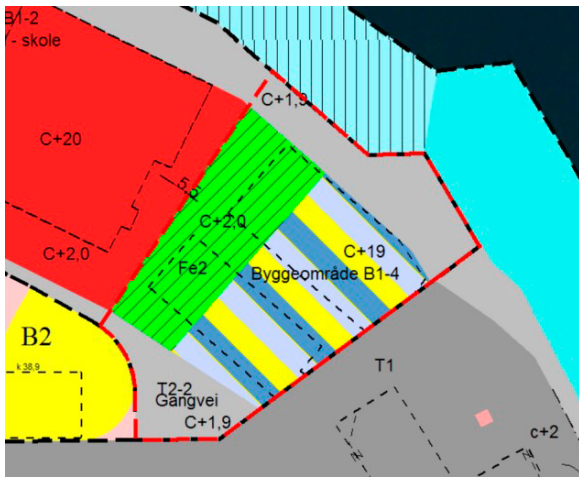 B1-2
- skole
C+1,9
C+20
5,5
C+2,0
C+2,0
C+19
Fe2
Byggeområde B1-4
B2
k 38.9
T1
T2-2
Gangvei
C+1,9
c+2